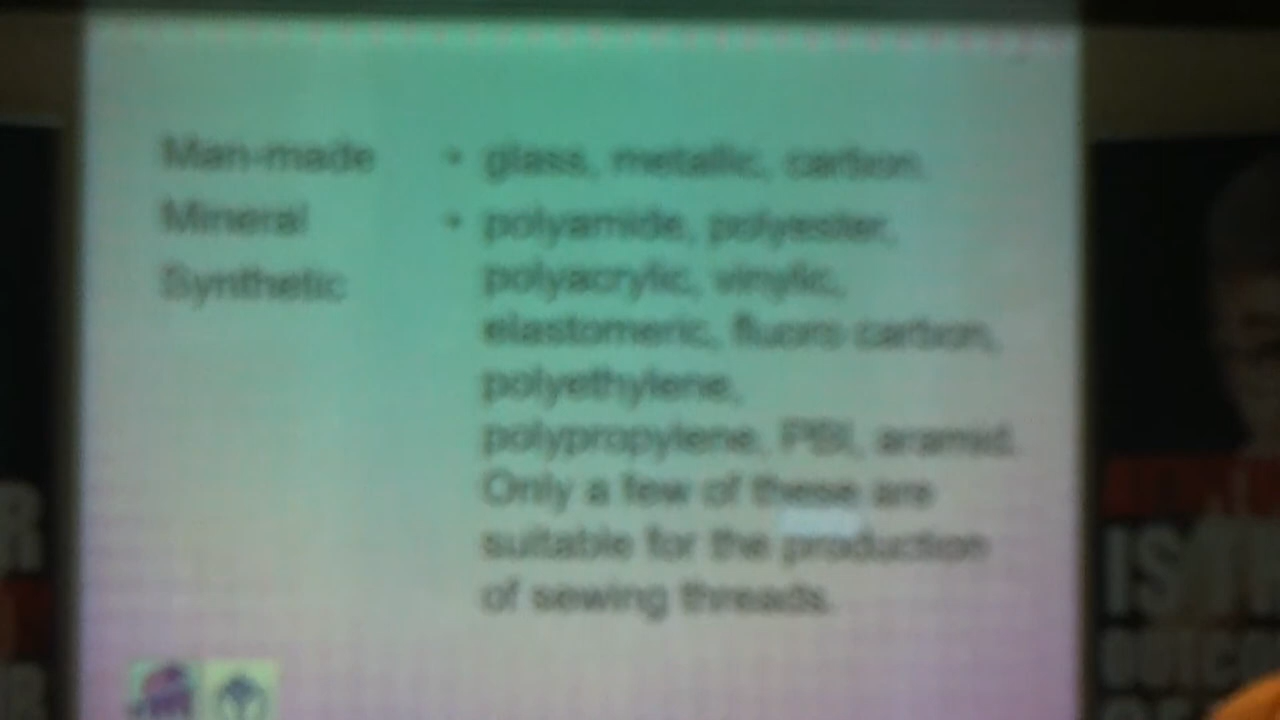 Man-made
Mineral
Synthetic
• glass, metallic, carbon.
• polyamide, polyester,
polyacrylic, vinylic,
elastomeric, fluoro carbon,
polyethylene,
polypropylene, PBI, aramid.
Only a few of these are
suitable for the production
of sewing threads.
IS